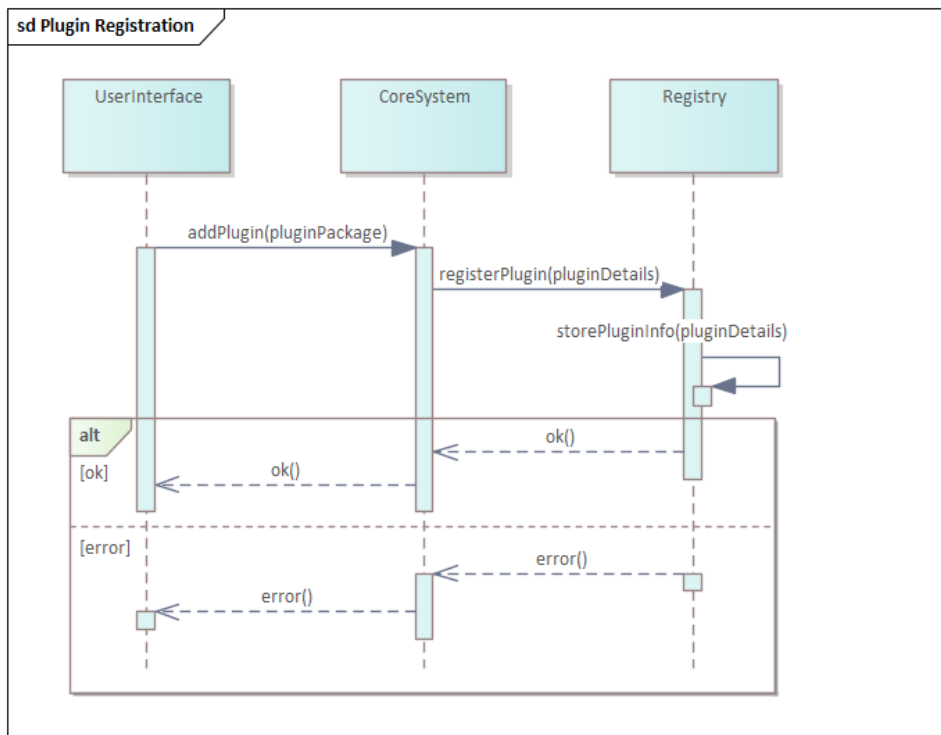 sd Plugin Registration
UserInterface
CoreSystem
Registry
addPlugin(pluginPackage)
registerPlugin(pluginDetails)
storePluginInfo(pluginDetails)
alt
ok()
[ok]
ok()
[error]
error()
error()